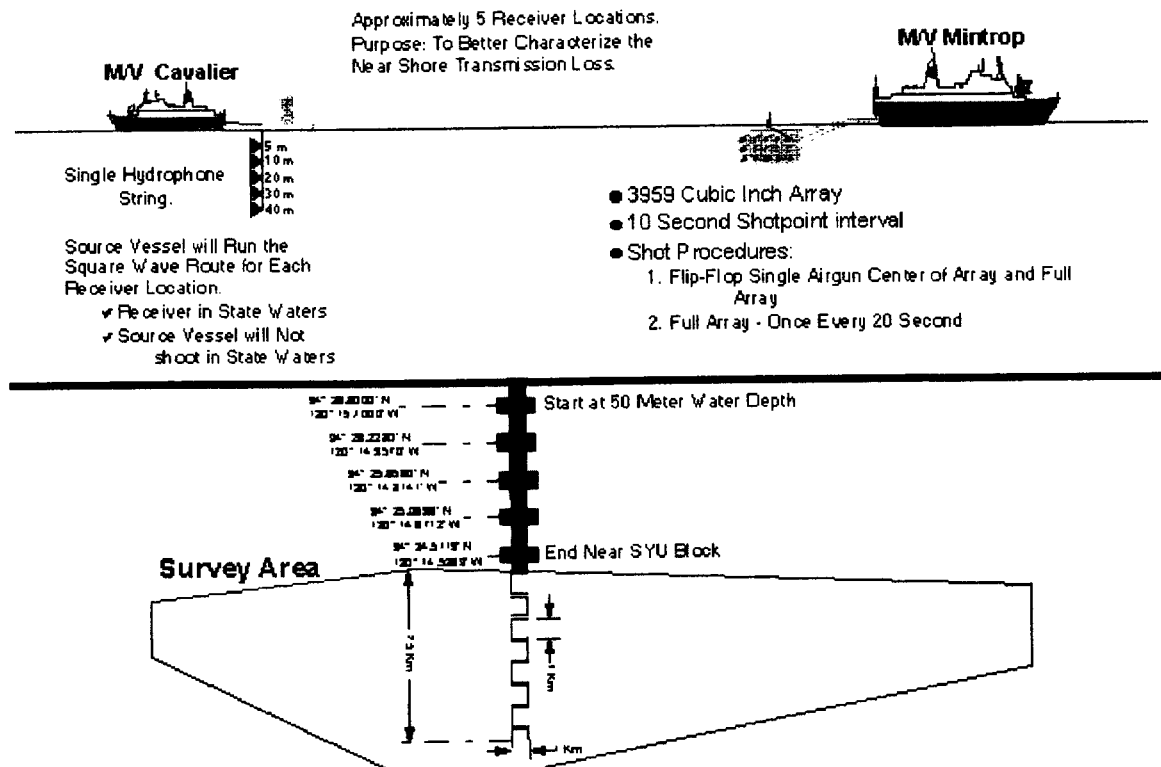 Approximately 5 Receiver Locations.
Purpose: To Better Characterize the
Near Shore Transmission Loss.
M/V Cavalier
M/V Mintrop
5 m
10 m
20 m
30 m
40 m
Single Hydrophone
String.
Source Vessel will Run the
Square Wave Route for Each
Receiver Location.
✔ Receiver in State Waters
✔ Source Vessel will Not
shoot in State Waters
● 3959 Cubic Inch Array
● 10 Second Shotpoint interval
● Shot Procedures:
1. Flip-Flop Single Airgun Center of Array and Full
Array
2. Full Array - Once Every 20 Second
Start at 50 Meter Water Depth
End Near SYU Block
Survey Area
7.5 Km
1 Km
1 Km